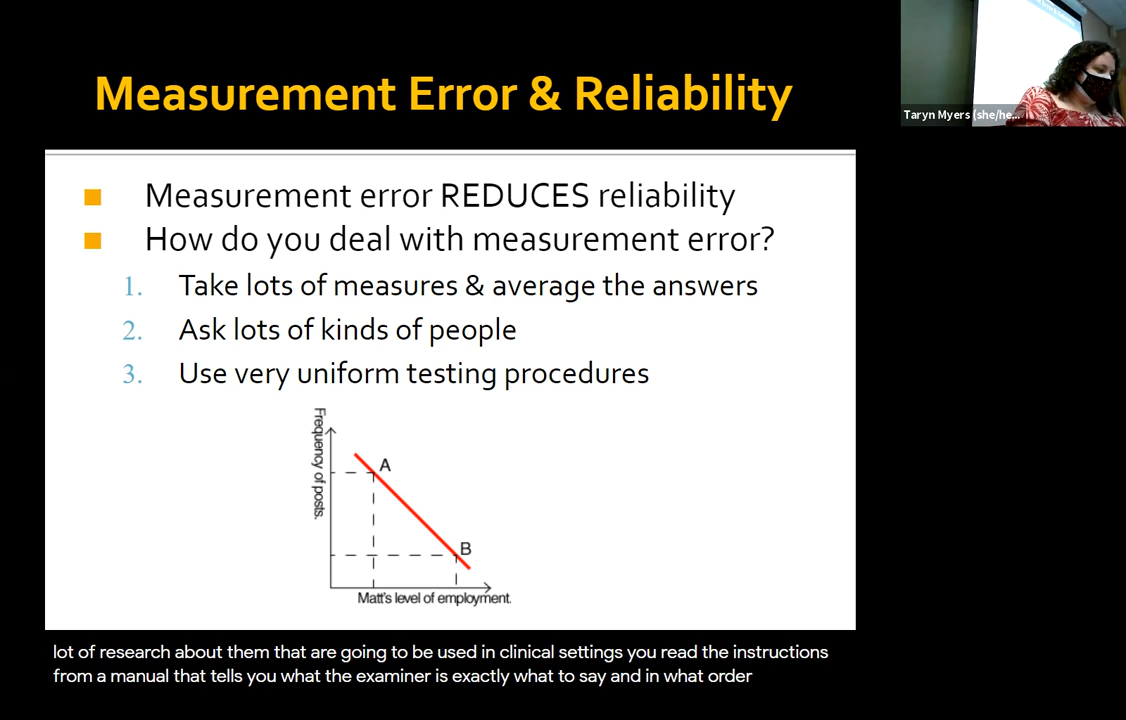 Measurement Error & Reliability
Taryn Myers (she/he...
Measurement error REDUCES reliability
How do you deal with measurement error?
1. Take lots of measures & average the answers
2. Ask lots of kinds of people
3. Use very uniform testing procedures
Frequency of posts.
A
B
Matt's level of employment.
lot of research about them that are going to be used in clinical settings you read the instructions
from a manual that tells you what the examiner is exactly what to say and in what order